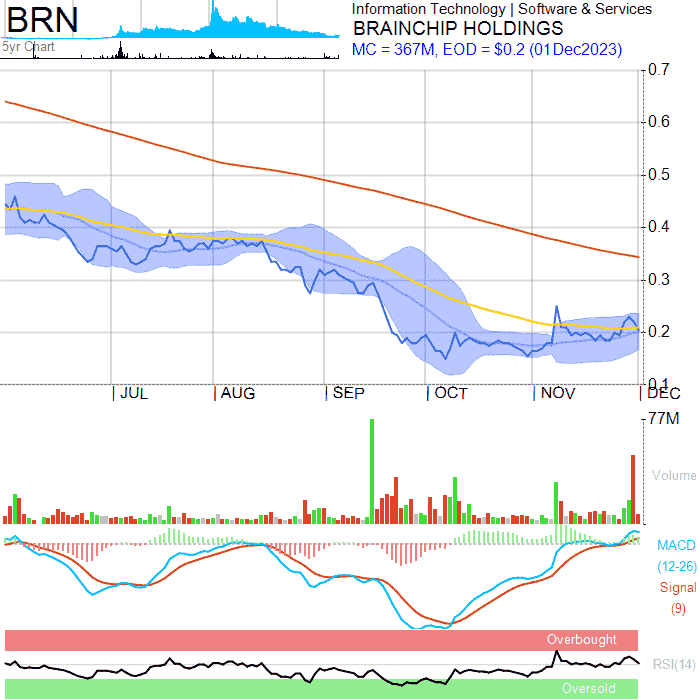 BRN
5yr Chart
Information Technology | Software & Services
BRAINCHIP HOLDINGS
MC = 367M, EOD = $0.2 (01Dec2023)
0.7
0.6
0.5
0.4
0.3
0.2
0.1
| JUL | AUG | SEP | OCT | NOV | DEC
77M
Volume
MACD
(12-26)
Signal
(9)
Overbought
RSI(14)
Oversold